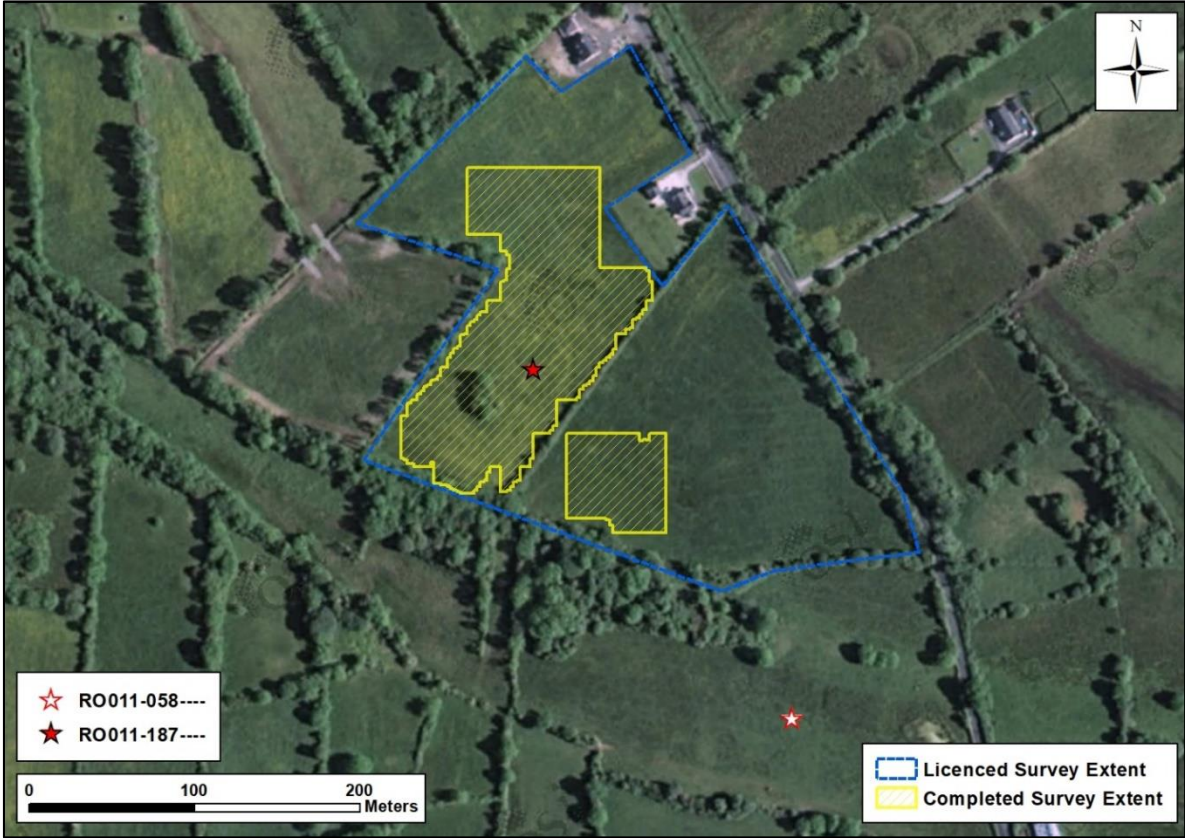 N
RO011-058----
RO011-187----
0 100 200
Meters
Licenced Survey Extent
Completed Survey Extent